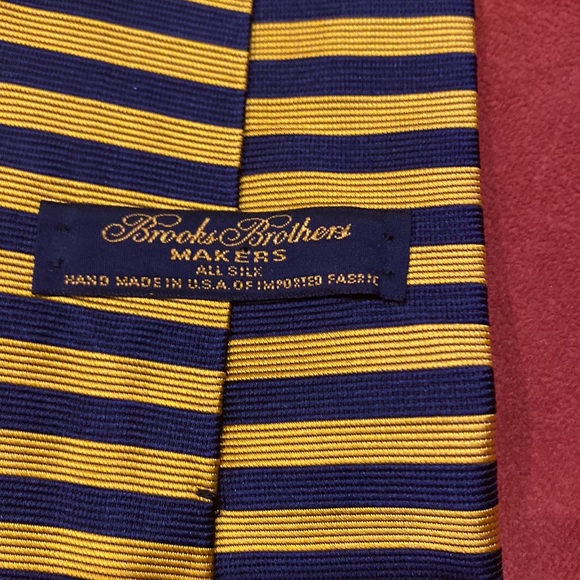 Brooks Brothers
MAKERS
ALL SILK
HAND MADE IN U.S.A. OF IMPORTED FABRIC